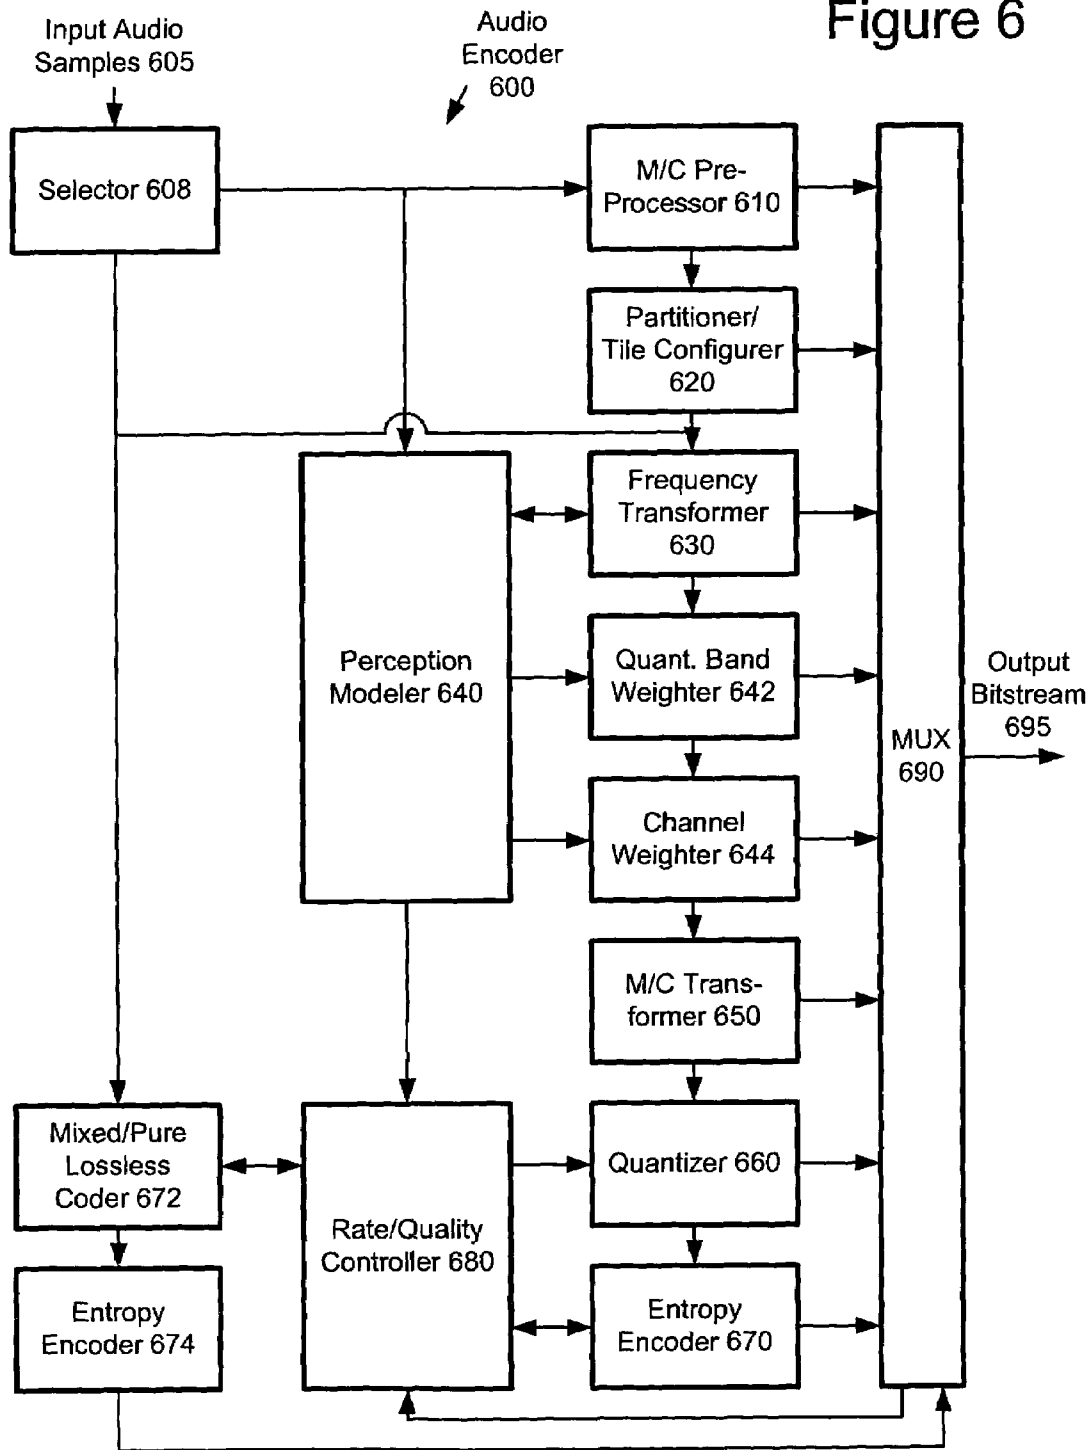 Figure 6
Input Audio
Samples 605
Audio
Encoder
600
Selector 608
M/C Pre-
Processor 610
Partitioner/
Tile Configurer
620
Frequency
Transformer
630
Perception
Modeler 640
Quant. Band
Weighter 642
Output
Bitstream
695
MUX
690
Channel
Weighter 644
M/C Trans-
former 650
Mixed/Pure
Lossless
Coder 672
Quantizer 660
Rate/Quality
Controller 680
Entropy
Encoder 674
Entropy
Encoder 670